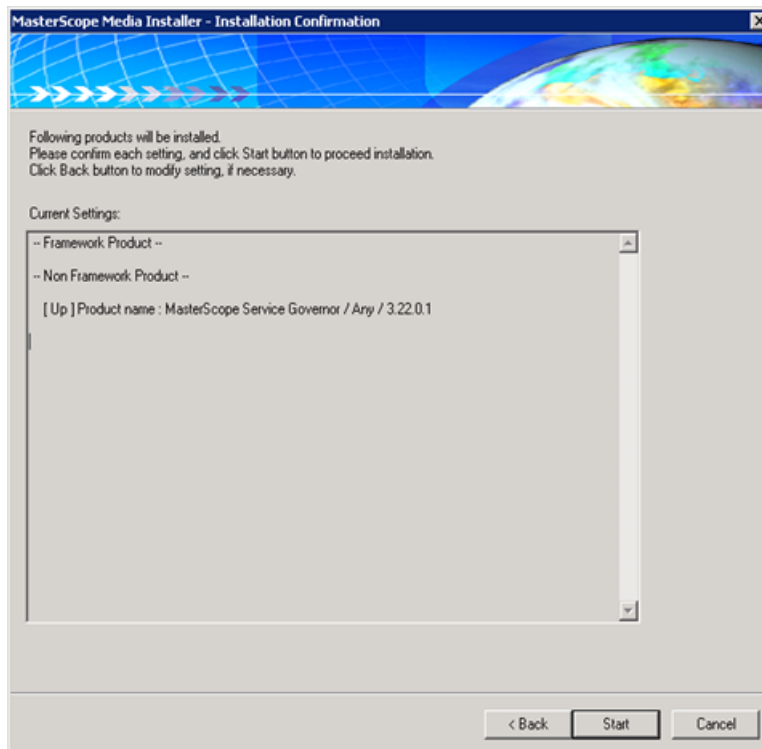 MasterScope Media Installer - Installation Confirmation
Following products will be installed.
Please confirm each setting, and click Start button to proceed installation.
Click Back button to modify setting, if necessary.
Current Settings:
-- Framework Product --
-- Non Framework Product --
[ Up ] Product name : MasterScope Service Governor / Any / 3.22.0.1
< Back
Start
Cancel